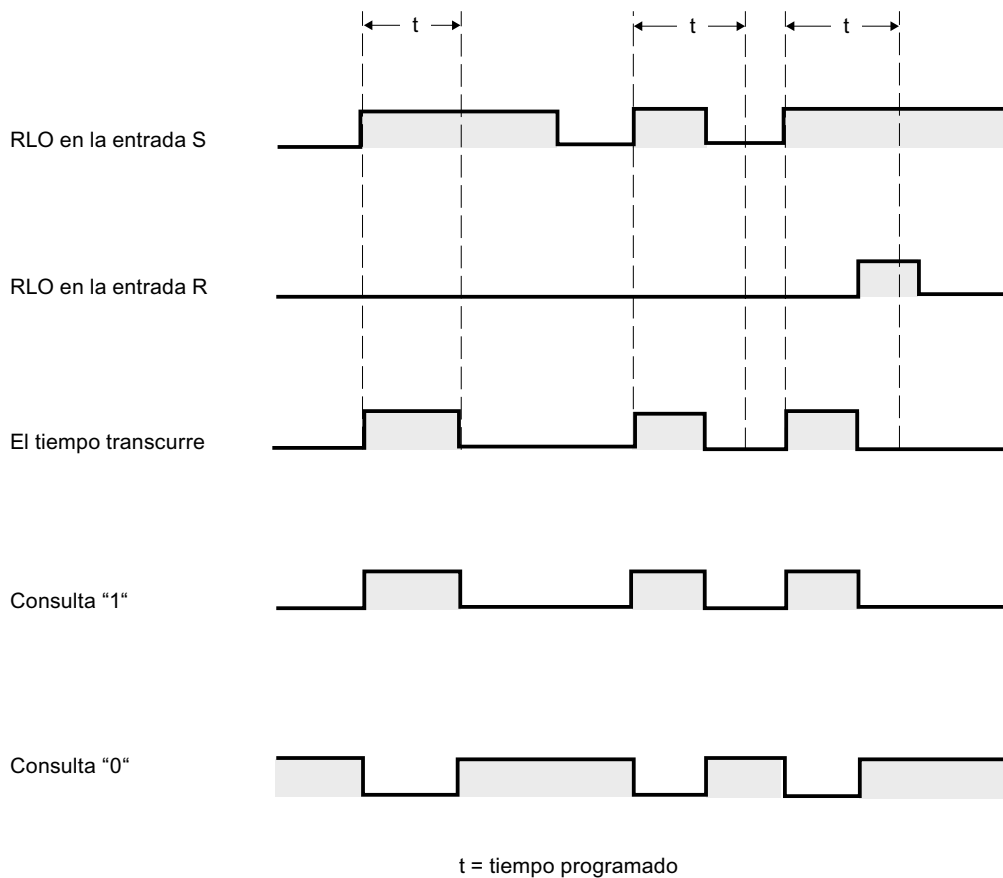 t t t
RLO en la entrada S
RLO en la entrada R
El tiempo transcurre
Consulta “1“
Consulta “0“
t = tiempo programado